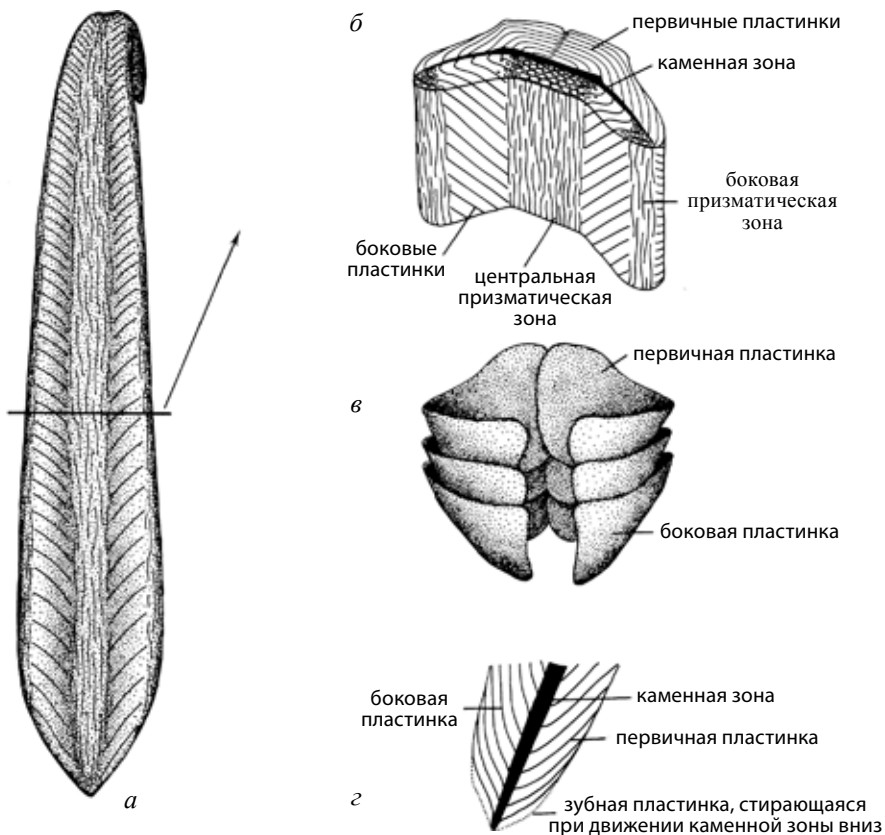 б
первичные пластинки
каменная зона
боковая
призматическая
зона
боковые
пластинки
центральная
призматическая
зона
первичная пластинка
в
боковая пластинка
боковая
пластинка
каменная зона
первичная пластинка
а
г
зубная пластинка, стирающаяся
при движении каменной зоны вниз